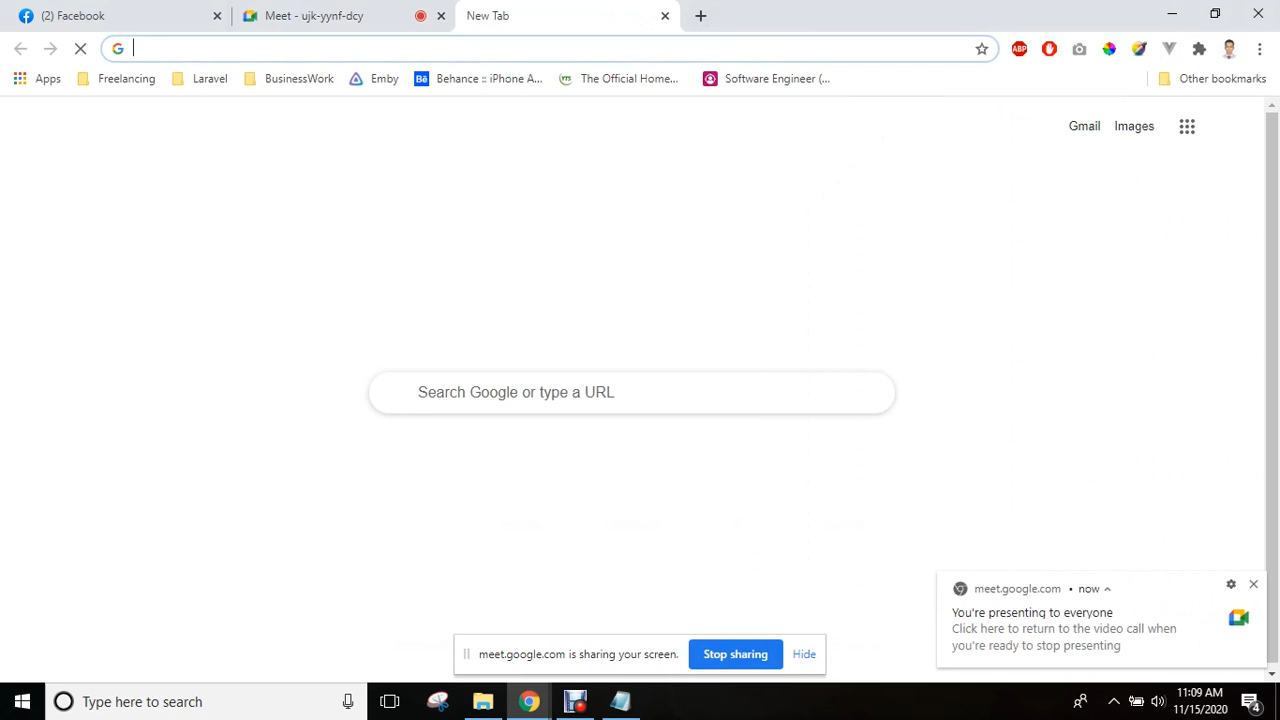 (2) Facebook
Meet - ujk-yynf-dcy
New Tab
ABP
Apps
Freelancing
Laravel
BusinessWork
Emby
Bē
Behance :: iPhone A...
The Official Home...
Software Engineer (...
Other bookmarks
Gmail
Images
Search Google or type a URL
meet.google.com • now
You're presenting to everyone
Click here to return to the video call when
you're ready to stop presenting
meet.google.com is sharing your screen.
Stop sharing
Hide
Type here to search
11:09 AM
11/15/2020
4